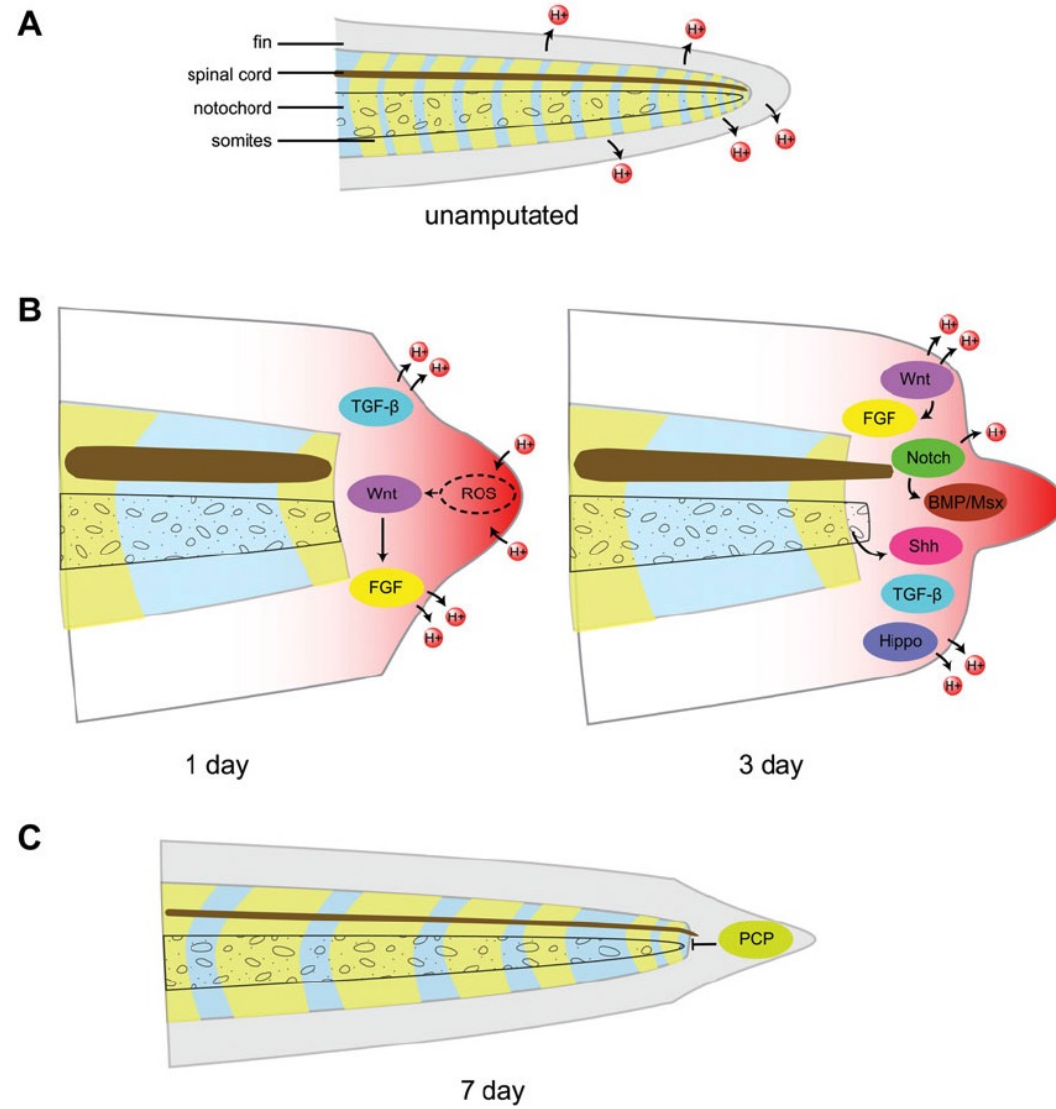 A
H+
H+
fin
spinal cord
notochord
somites
H+
H+
H+
unamputated
B
H+
H+
TGF-β
H+
Wnt
ROS
H+
FGF
H+
H+
1 day
H+
H+
Wnt
FGF
H+
Notch
BMP/Msx
Shh
TGF-β
Hippo
H+
H+
3 day
C
PCP
7 day